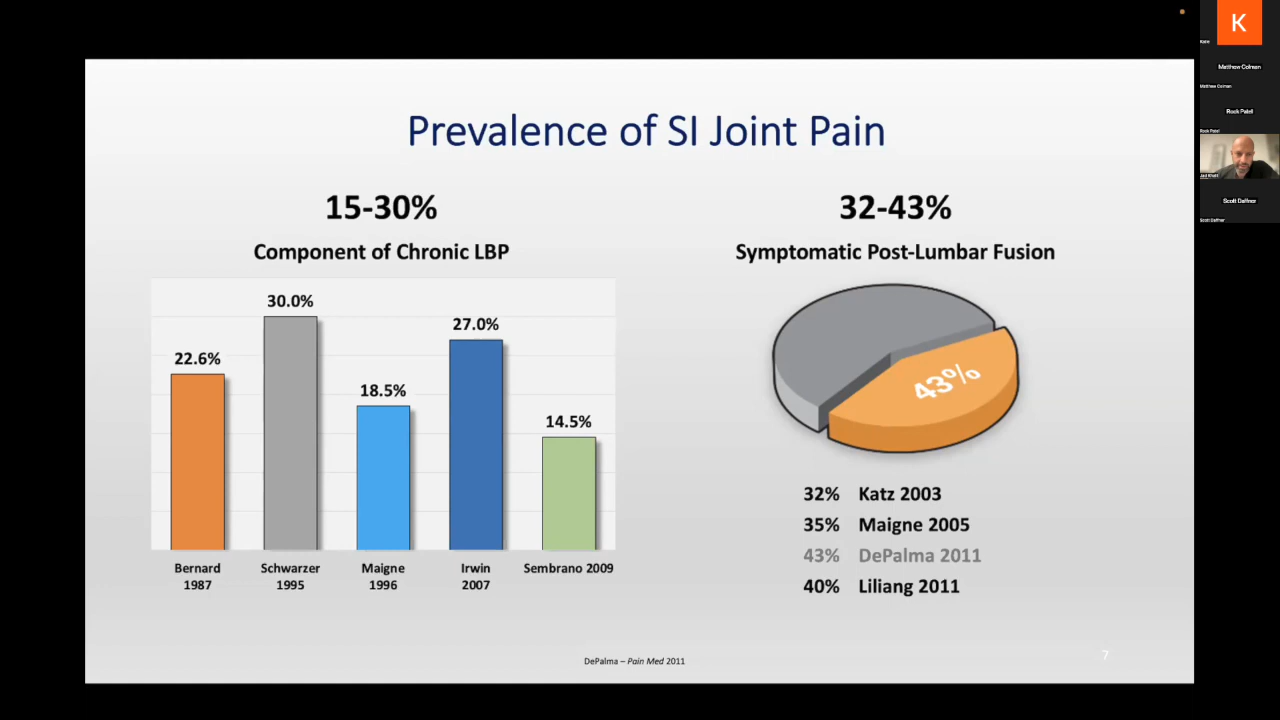 Prevalence of SI Joint Pain
15-30%
Component of Chronic LBP
30.0%
27.0%
22.6%
18.5%
14.5%
Bernard
1987
Schwarzer
1995
Maigne
1996
Irwin
2007
Sembrano 2009
32-43%
Symptomatic Post-Lumbar Fusion
43%
32% Katz 2003
35% Maigne 2005
43% DePalma 2011
40% Liliang 2011
DePalma – Pain Med 2011
7
K
Katie
Matthew Colman
Matthew Colman
Rock Patel
Rock Patel
Jad Khalil
Scott Daffner
Scott Daffner